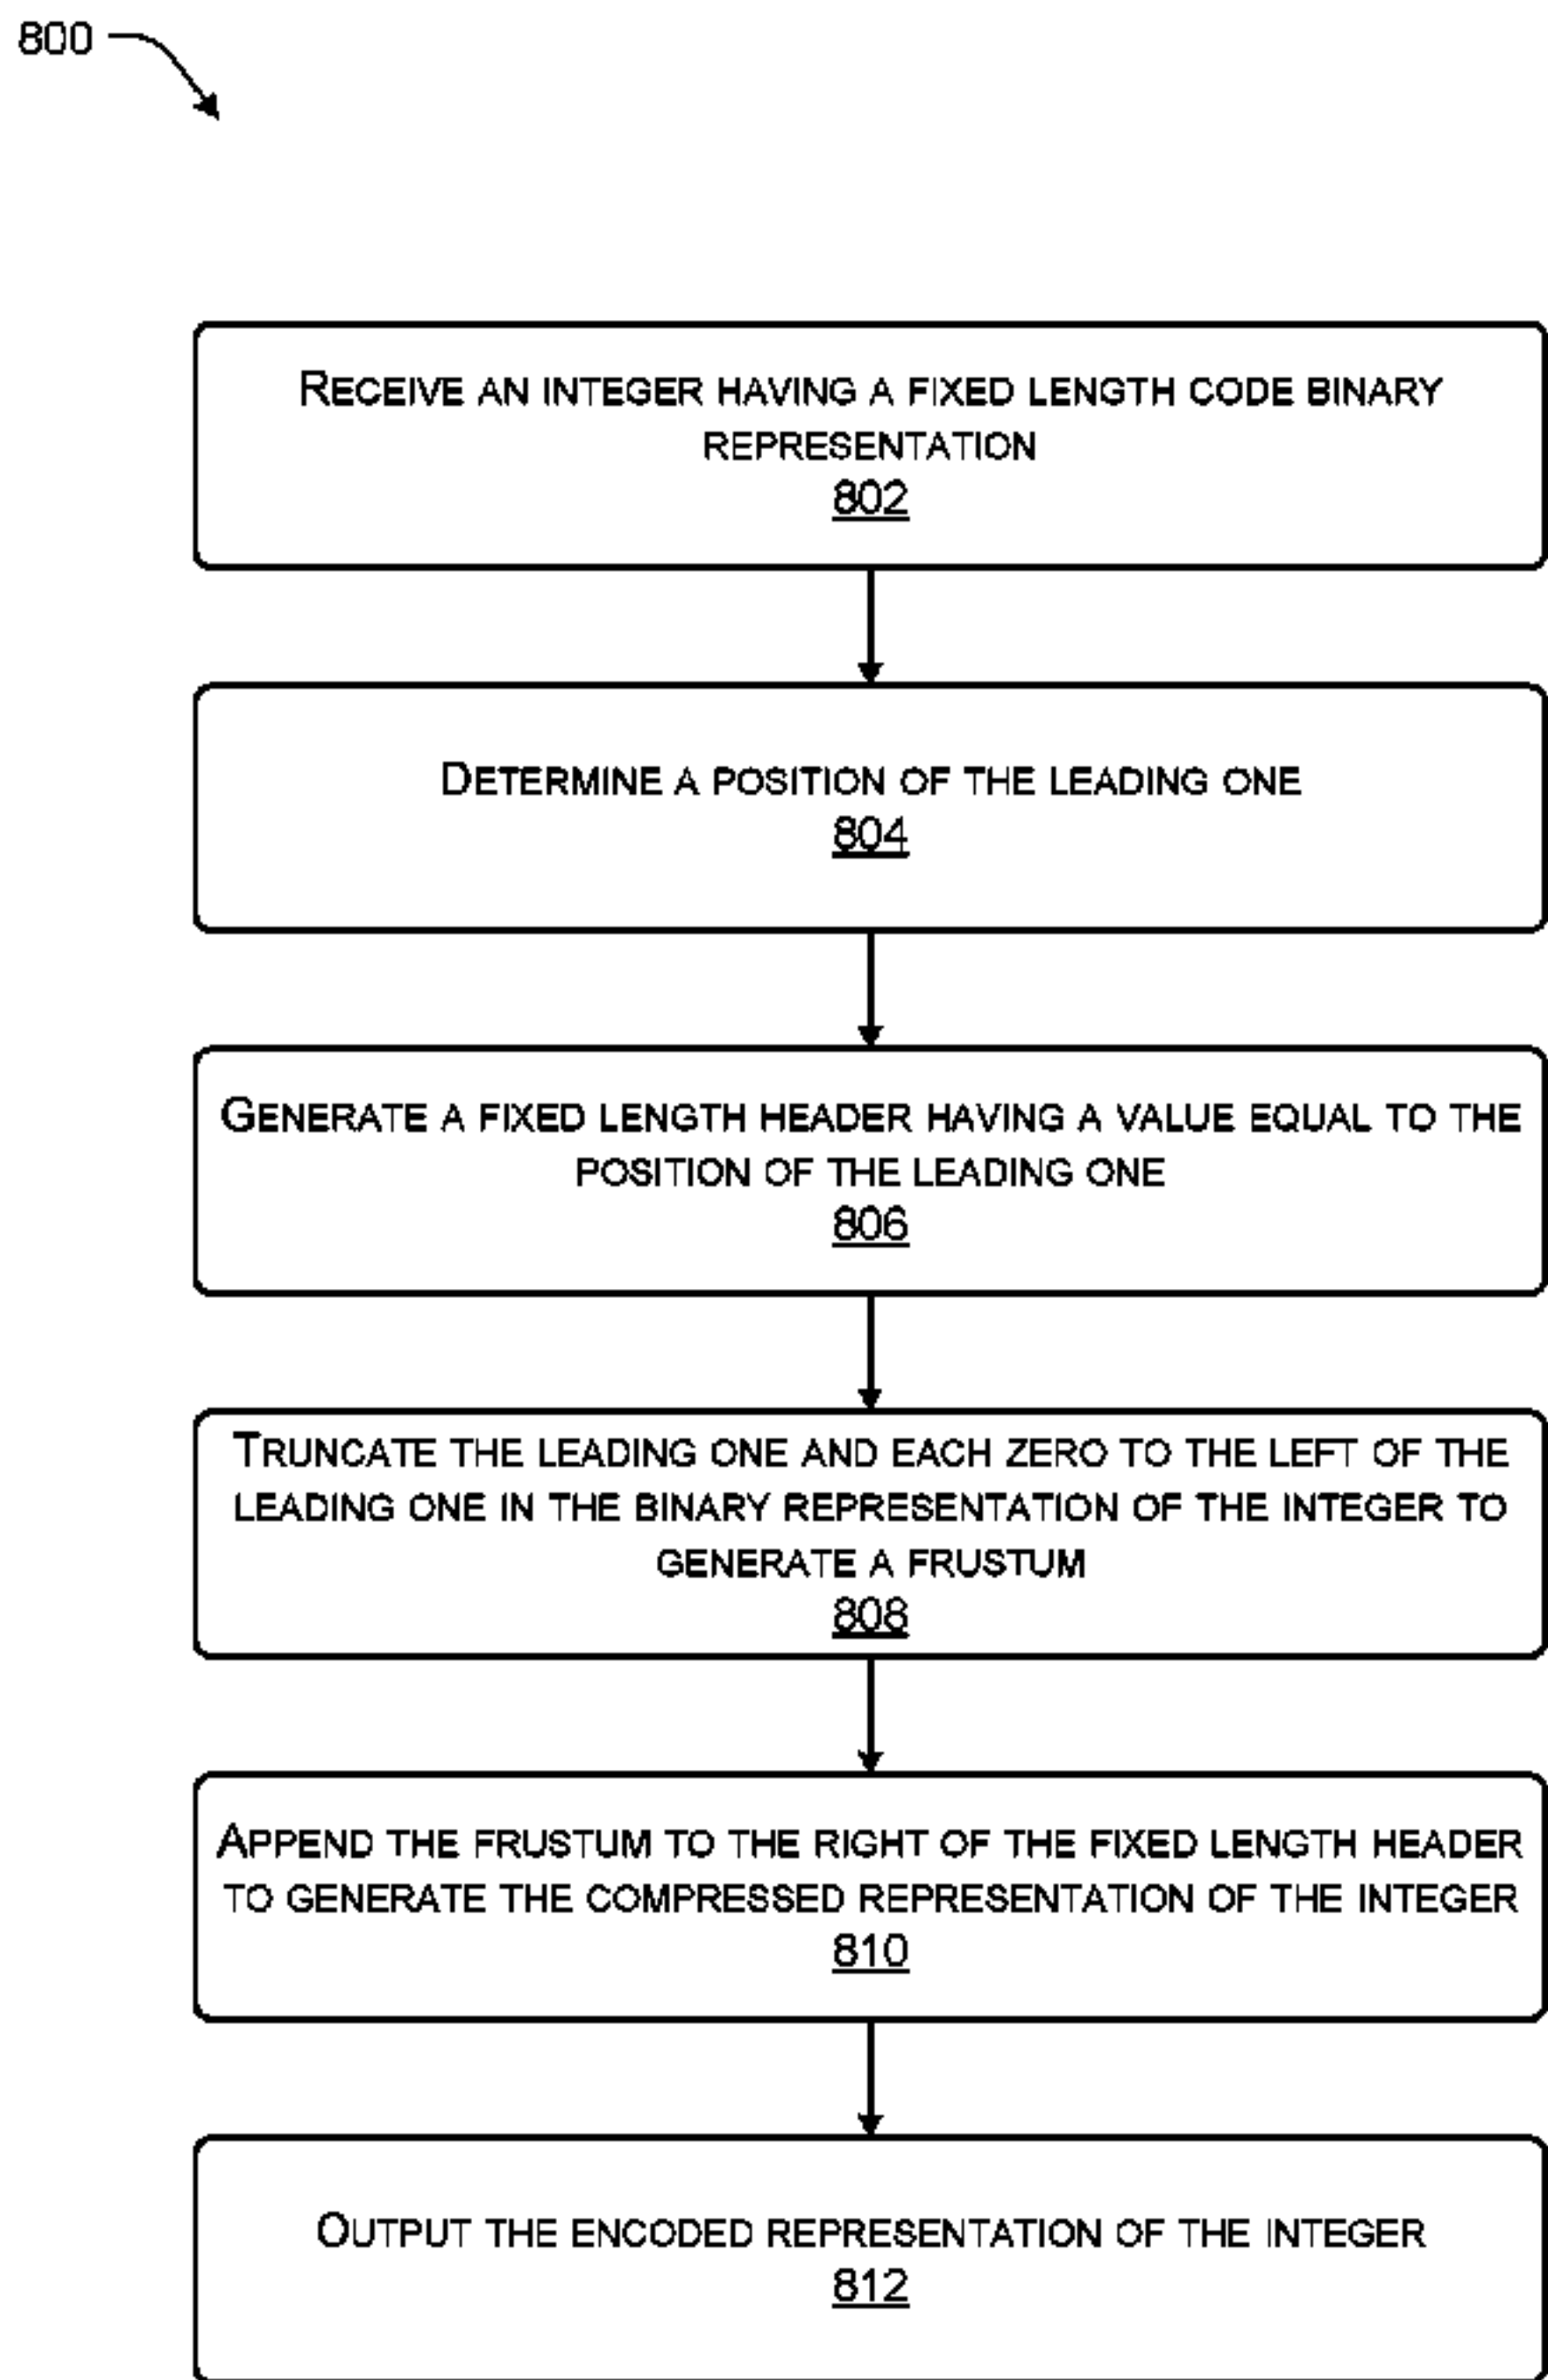 800
RECEIVE AN INTEGER HAVING A FIXED LENGTH CODE BINARY
REPRESENTATION
802
DETERMINE A POSITION OF THE LEADING ONE
804
GENERATE A FIXED LENGTH HEADER HAVING A VALUE EQUAL TO THE
POSITION OF THE LEADING ONE
806
TRUNCATE THE LEADING ONE AND EACH ZERO TO THE LEFT OF THE
LEADING ONE IN THE BINARY REPRESENTATION OF THE INTEGER TO
GENERATE A FRUSTUM
808
APPEND THE FRUSTUM TO THE RIGHT OF THE FIXED LENGTH HEADER
TO GENERATE THE COMPRESSED REPRESENTATION OF THE INTEGER
810
OUTPUT THE ENCODED REPRESENTATION OF THE INTEGER
812